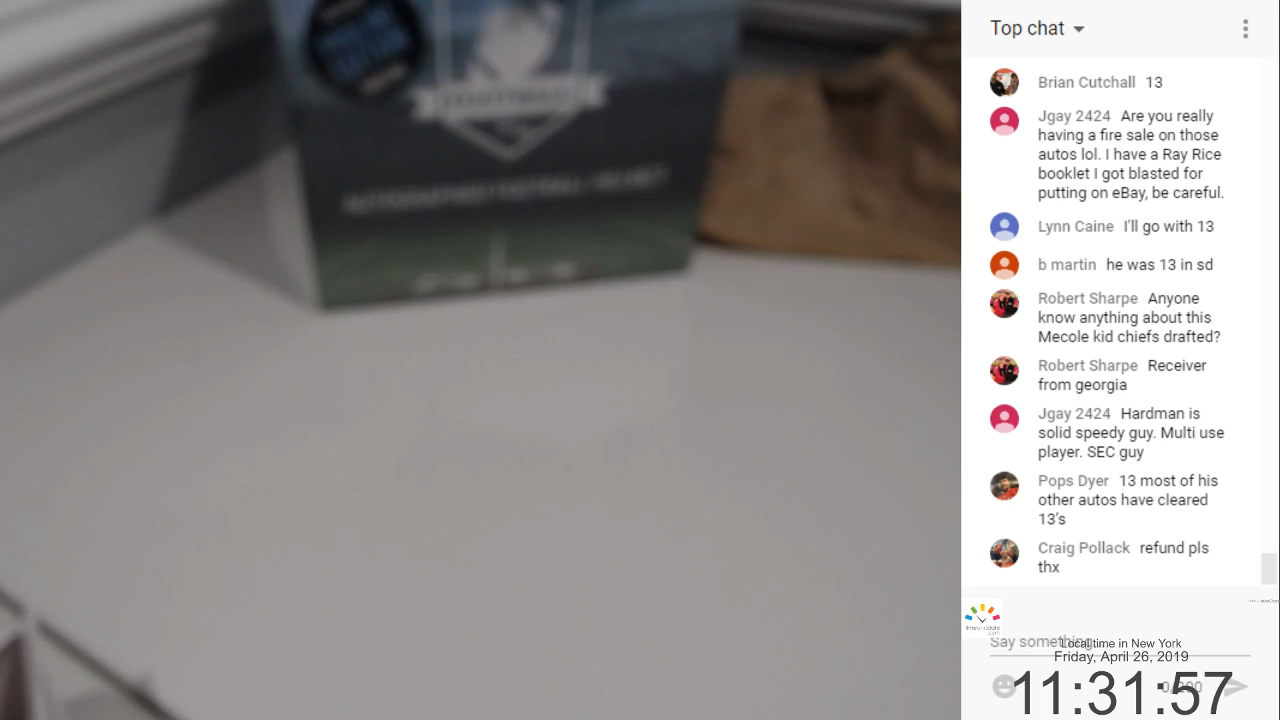 AUTOGRAPHED FOOTBALL HELMET
Top chat
Brian Cutchall 13
Jgay 2424 Are you really
having a fire sale on those
autos lol. I have a Ray Rice
booklet I got blasted for
putting on eBay, be careful.
Lynn Caine I'll go with 13
b martin he was 13 in sd
Robert Sharpe Anyone
know anything about this
Mecole kid chiefs drafted?
Robert Sharpe Receiver
from georgia
Jgay 2424 Hardman is
solid speedy guy. Multi use
player. SEC guy
Pops Dyer 13 most of his
other autos have cleared
13's
Craig Pollack refund pls
thx
Say something...
Local time in New York
Friday, April 26, 2019
11:31:57